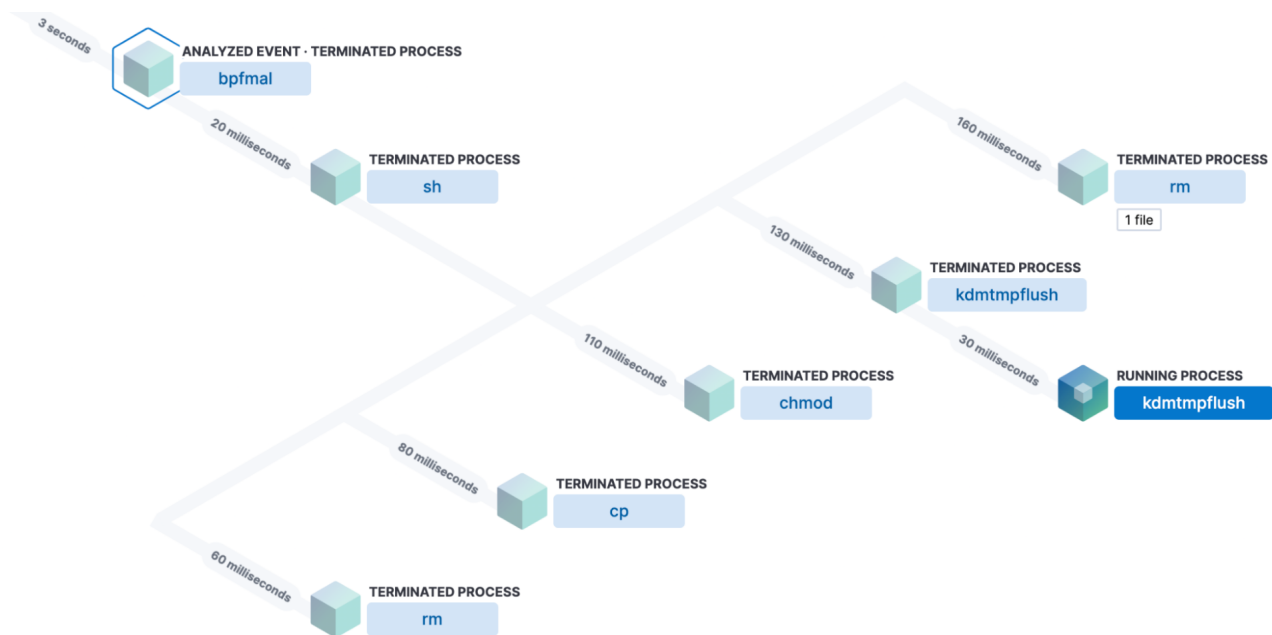 3 seconds
ANALYZED EVENT · TERMINATED PROCESS
bpfmal
20 milliseconds
TERMINATED PROCESS
sh
160 milliseconds
TERMINATED PROCESS
rm
1 file
130 milliseconds
TERMINATED PROCESS
kdmtmpflush
30 milliseconds
RUNNING PROCESS
kdmtmpflush
110 milliseconds
TERMINATED PROCESS
chmod
80 milliseconds
TERMINATED PROCESS
cp
60 milliseconds
TERMINATED PROCESS
rm